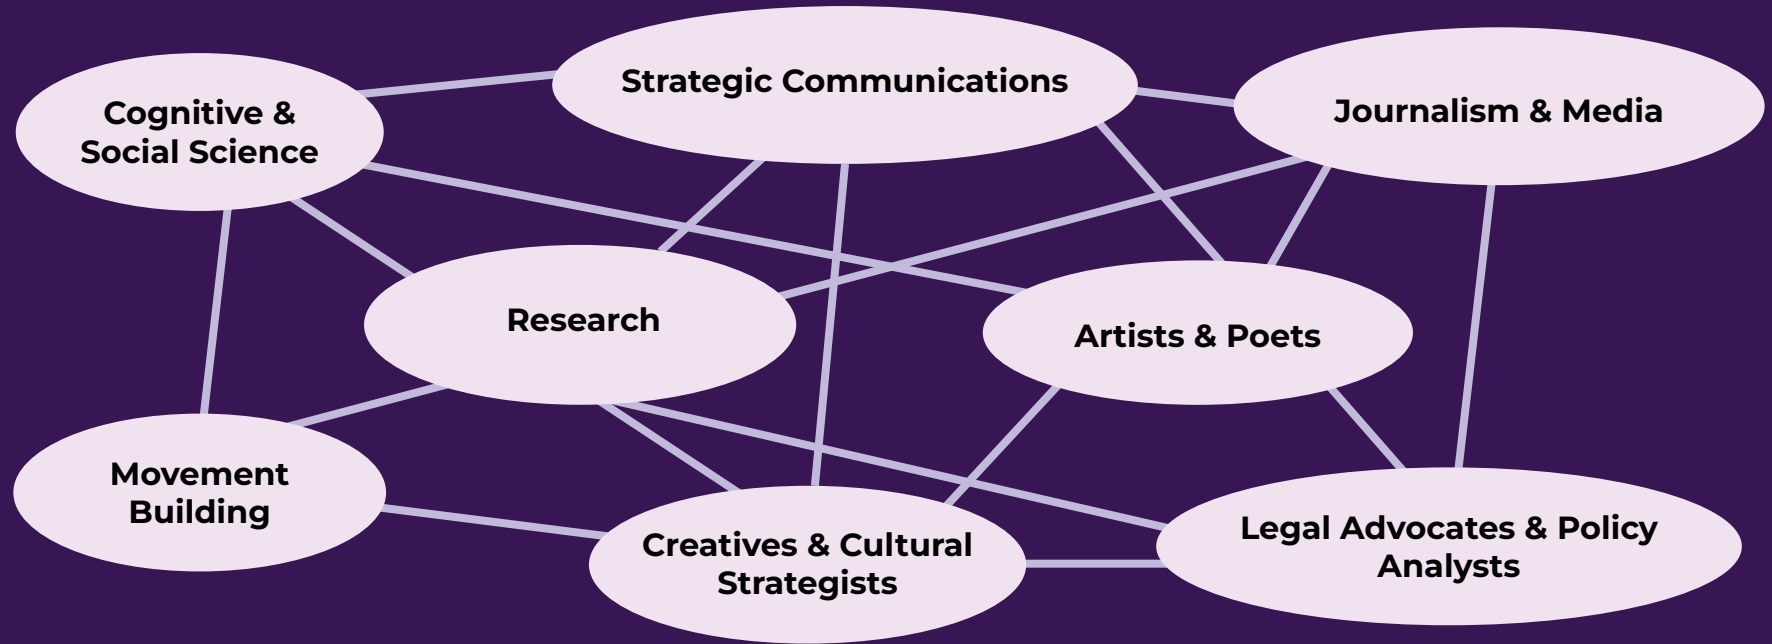 Cognitive &
Social Science
Strategic Communications
Journalism & Media
Research
Artists & Poets
Movement
Building
Creatives & Cultural
Strategists
Legal Advocates & Policy
Analysts